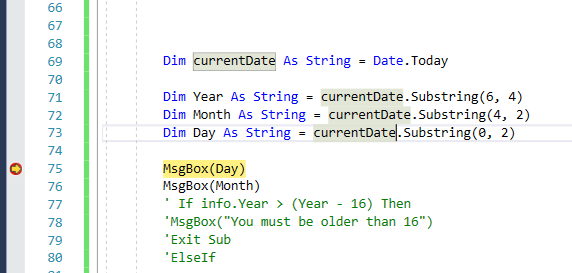 66
67
68
69 Dim currentDate As String = Date.Today
70
71 Dim Year As String = currentDate.Substring(6, 4)
72 Dim Month As String = currentDate.Substring(4, 2)
73 Dim Day As String = currentDate.Substring(0, 2)
74
75 MsgBox(Day)
76 MsgBox(Month)
77 ' If info.Year > (Year - 16) Then
78 'MsgBox("You must be older than 16")
79 'Exit Sub
80 'ElseIf